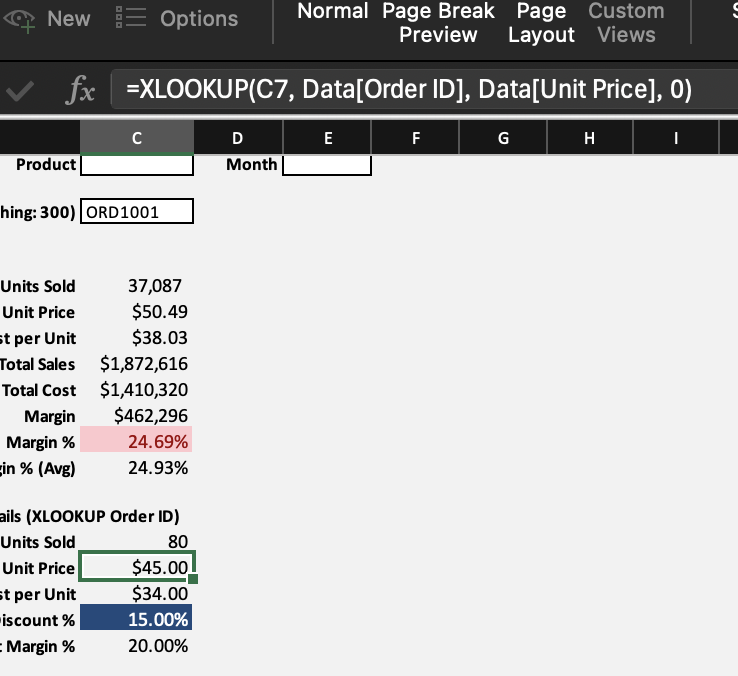 New Options Normal Page Break Page Custom
Preview Layout Views
fx =XLOOKUP(C7, Data[Order ID], Data[Unit Price], 0)
C D E F G H I
Product Month
hing: 300) ORD1001
Units Sold 37,087
Unit Price $50.49
st per Unit $38.03
Total Sales $1,872,616
Total Cost $1,410,320
Margin $462,296
Margin % 24.69%
gin % (Avg) 24.93%
ails (XLOOKUP Order ID)
Units Sold 80
Unit Price $45.00
st per Unit $34.00
iscount % 15.00%
t Margin % 20.00%